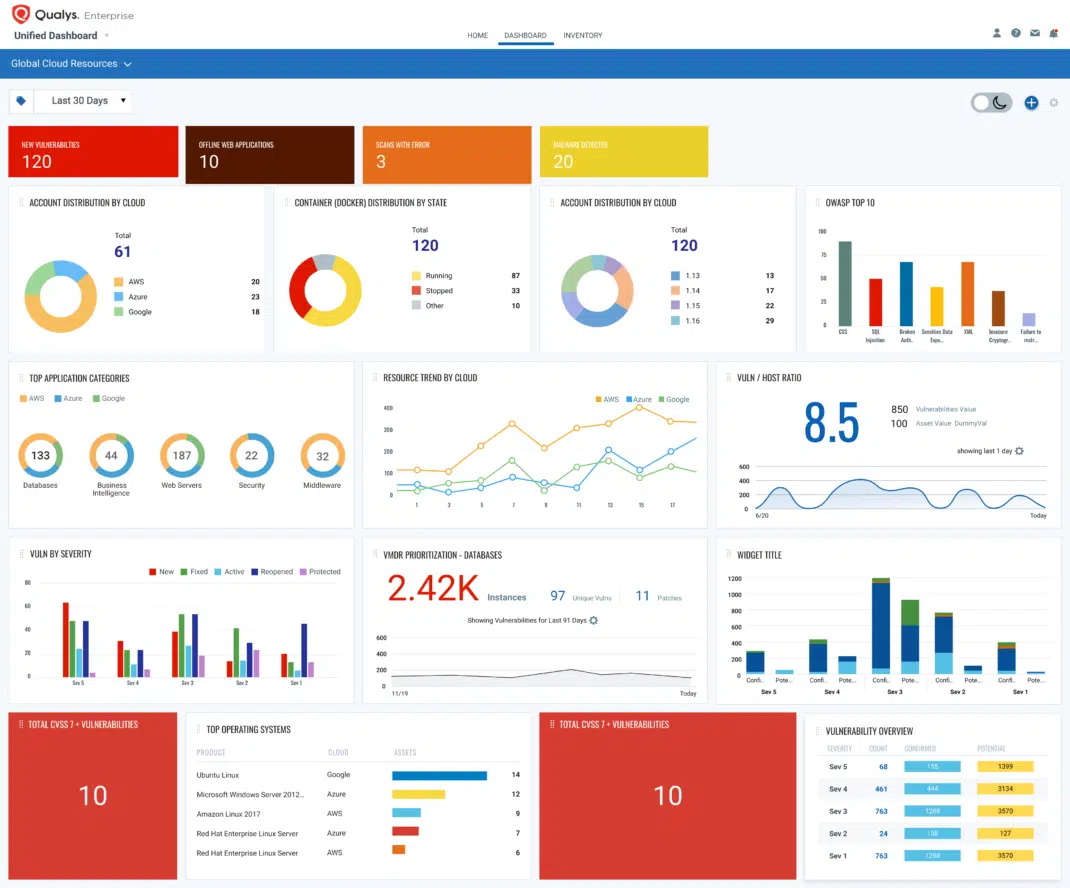 Qualys. Enterprise
Unified Dashboard
HOME DASHBOARD INVENTORY
Global Cloud Resources
Last 30 Days
NEW VULNERABILTIES
120
OFFLINE WEB APPLICATIONS
10
SCANS WITH ERROR
3
MALWARE DETECTED
20
ACCOUNT DISTRIBUTION BY CLOUD
Total
61
AWS 20
Azure 23
Google 18
CONTAINER (DOCKER) DISTRIBUTION BY STATE
Total
120
Running 87
Stopped 33
Other 10
ACCOUNT DISTRIBUTION BY CLOUD
Total
120
1.13 13
1.14 17
1.15 22
1.16 29
OWASP TOP 10
100
75
50
25
0
CSS
SQL
Injection
Broken
Auth..
Sensitive Data
Expo...
XML
Insecure
Cryptogr..
Failure to
restr...
TOP APPLICATION CATEGORIES
AWS Azure Google
133 44 187 22 32
Databases Business Web Servers Security Middleware
Intelligence
RESOURCE TREND BY CLOUD
AWS Azure Google
400
300
200
100
0
1 3 5 7 9 11 13 15 17
VULN / HOST RATIO
8.5
850 Vulnerabilities Value
100 Asset Value DummyVal
showing last 1 day
600
400
200
0
6/20 Today
VULN BY SEVERITY
New Fixed Active Reopened Protected
80
60
40
20
0
Sev 5 Sev 4 Sev 3 Sev 2 Sev 1
VMDR PRIORITIZATION - DATABASES
2.42K Instances 97 Unique Vulns 11 Patches
Showing Vulnerabilities for Last 91 Days
600
400
200
0
11/19 Today
WIDGET TITLE
1200
1000
800
600
400
200
0
Confi... Pote... Confi... Pote... Confi... Pote... Confi... Pote... Confi... Pote...
Sev 5 Sev 4 Sev 3 Sev 2 Sev 1
TOTAL CVSS 7 + VULNERABILITIES
10
TOP OPERATING SYSTEMS
PRODUCT CLOUD ASSETS
Ubuntu Linux Google 14
Microsoft Windows Server 2012... Azure 12
Amazon Linux 2017 AWS 9
Red Hat Enterprise Linux Server Azure 7
Red Hat Enterprise Linux Server AWS 6
TOTAL CVSS 7 + VULNERABILITIES
10
VULNERABILITY OVERVIEW
SEVERITY COUNT CONFIRMED POTENTIAL
Sev 5 68 155 1399
Sev 4 461 444 3134
Sev 3 763 1298 3570
Sev 2 24 158 127
Sev 1 763 1298 3570